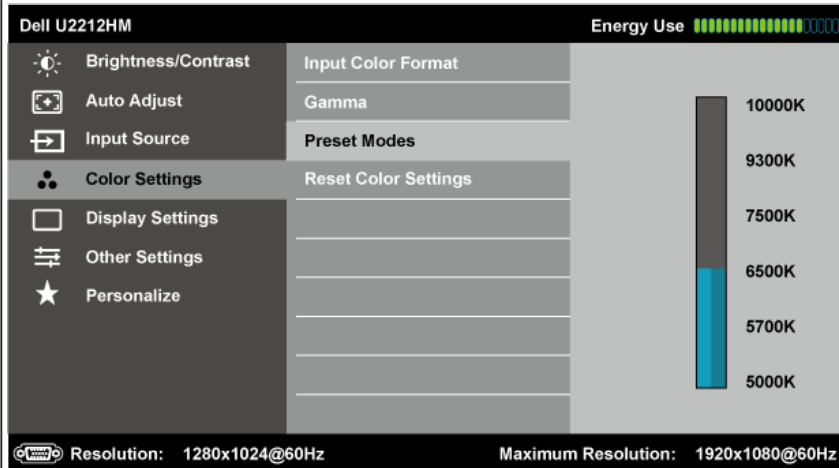 Dell U2212HM Energy Use
Brightness/Contrast
Auto Adjust
Input Source
Color Settings
Display Settings
Other Settings
Personalize
Input Color Format
Gamma
Preset Modes
Reset Color Settings
10000K
9300K
7500K
6500K
5700K
5000K
Resolution: 1280x1024@60Hz Maximum Resolution: 1920x1080@60Hz